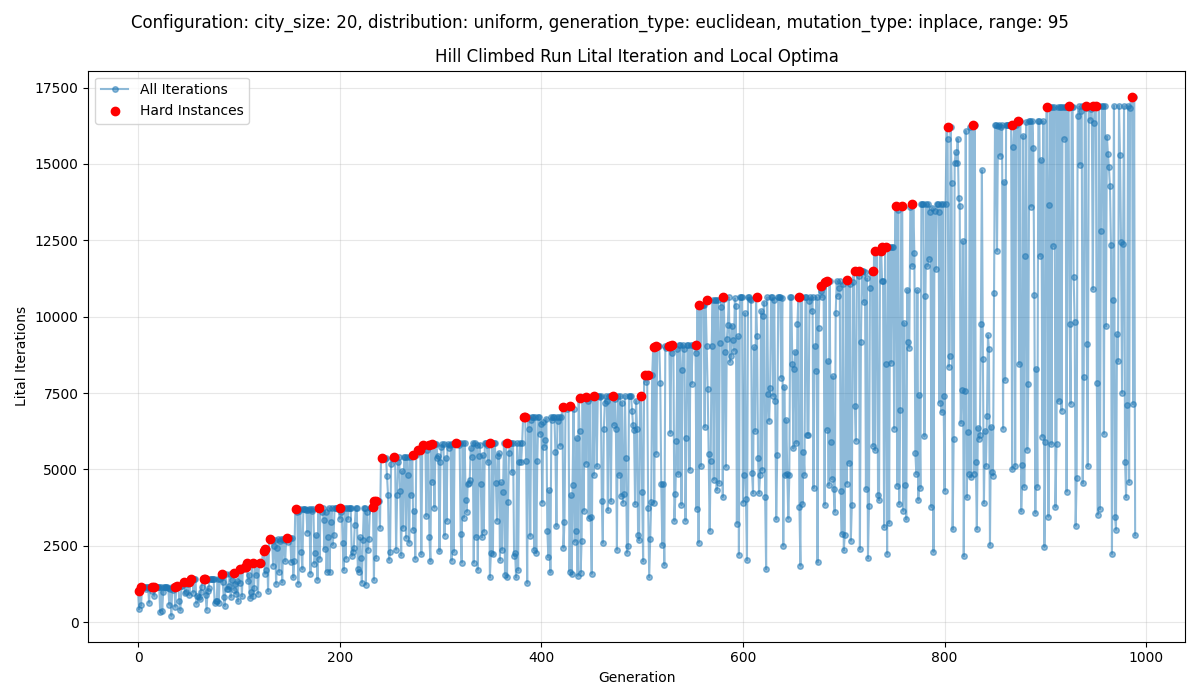 Configuration: city_size: 20, distribution: uniform, generation_type: euclidean, mutation_type: inplace, range: 95
Hill Climbed Run Lital Iteration and Local Optima
All Iterations
Hard Instances
17500
15000
12500
10000
7500
5000
2500
0
Lital Iterations
0 200 400 600 800 1000
Generation